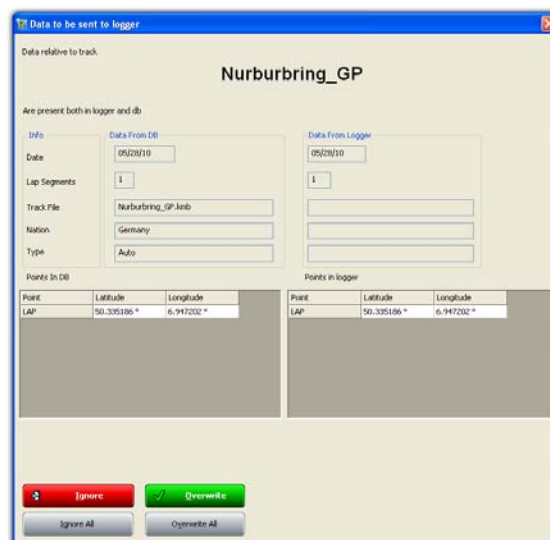 Data to be sent to logger
Data relative to track
Nurburbring_GP
Are present both in logger and db
Info Data From DB Data From Logger
Date 05/28/10 05/28/10
Lap Segments 1 1
Track File Nurburbring_GP.kmb
Nation Germany
Type Auto
Points In DB Points in logger
Point Latitude Longitude Point Latitude Longitude
LAP 50.335186 * 6.947202 * LAP 50.335186 * 6.947202 *
Ignore Overwrite
Ignore All Overwrite All